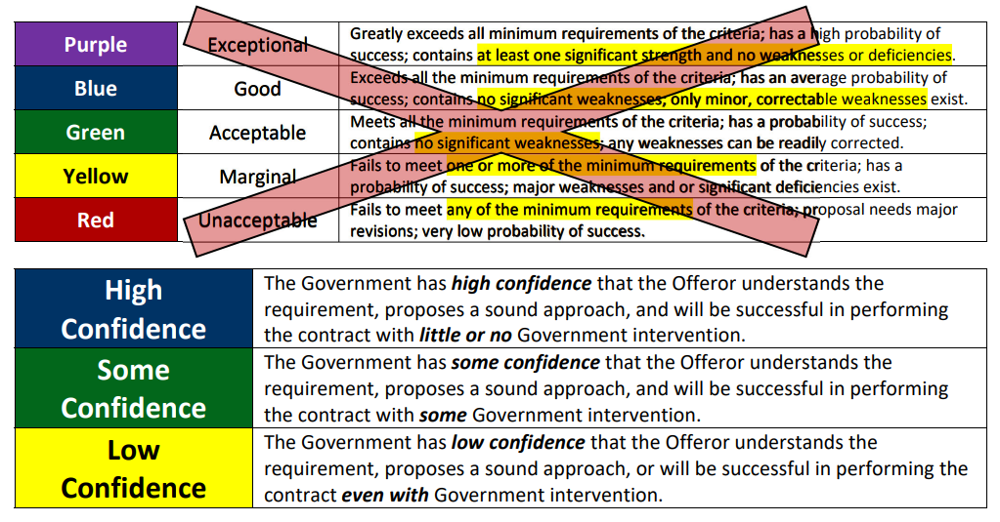 Purple
Exceptional
Greatly exceeds all minimum requirements of the criteria; has a high probability of
success; contains at least one significant strength and no weaknesses or deficiencies.
Blue
Good
Exceeds all the minimum requirements of the criteria; has an average probability of
success; contains no significant weaknesses; only minor, correctable weaknesses exist.
Green
Acceptable
Meets all the minimum requirements of the criteria; has a probability of success;
contains no significant weaknesses; any weaknesses can be readily corrected.
Yellow
Marginal
Fails to meet one or more of the minimum requirements of the criteria; has a
probability of success; major weaknesses and or significant deficiencies exist.
Red
Unacceptable
Fails to meet any of the minimum requirements of the criteria; proposal needs major
revisions; very low probability of success.
High
Confidence
The Government has high confidence that the Offeror understands the
requirement, proposes a sound approach, and will be successful in performing
the contract with little or no Government intervention.
Some
Confidence
The Government has some confidence that the Offeror understands the
requirement, proposes a sound approach, and will be successful in performing
the contract with some Government intervention.
Low
Confidence
The Government has low confidence that the Offeror understands the
requirement, proposes a sound approach, or will be successful in performing the
contract even with Government intervention.